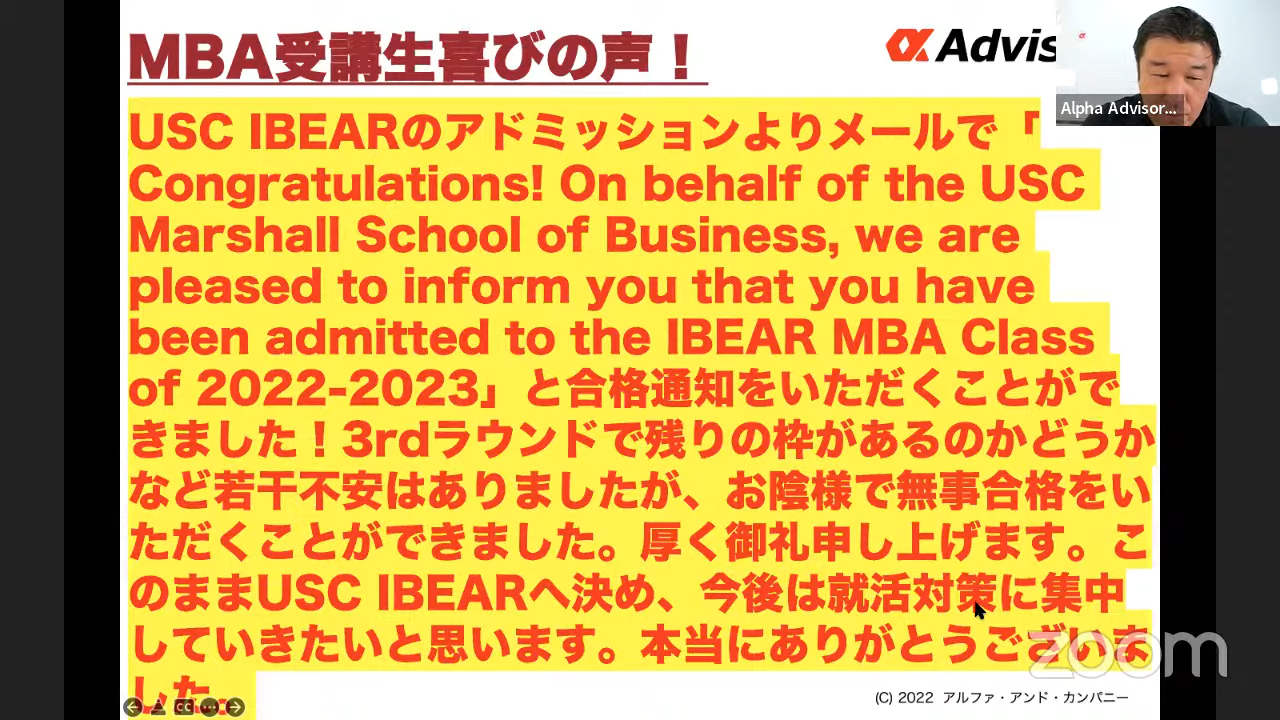 MBA受講生喜びの声！
Advis
Alpha Advisor...
USC IBEARのアドミッションよりメールで「
Congratulations! On behalf of the USC
Marshall School of Business, we are
pleased to inform you that you have
been admitted to the IBEAR MBA Class
of 2022-2023」と合格通知をいただくことがで
きました！3rdラウンドで残りの枠があるのかどうか
など若干不安はありましたが、お陰様で無事合格をい
ただくことができました。厚く御礼申し上げます。こ
のままUSC IBEARへ決め、今後は就活対策に集中
していきたいと思います。本当にありがとうございま
した。
zoom
(C) 2022 アルファ・アンド・カンパニー